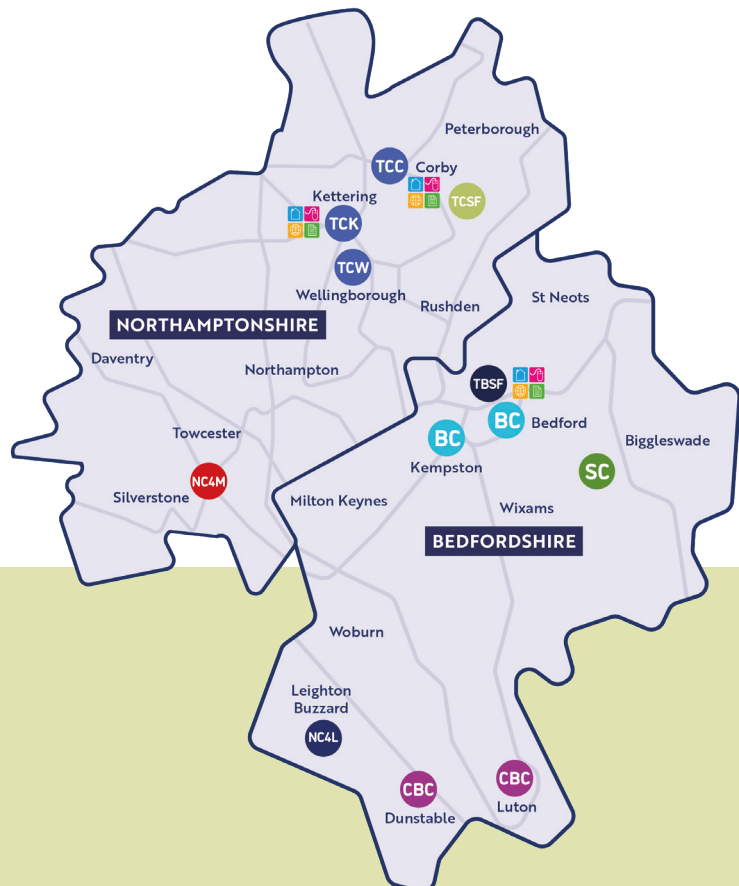 Peterborough
TCC
Corby
Kettering
TCSF
TCK
TCW
Wellingborough
Rushden
St Neots
NORTHAMPTONSHIRE
Daventry
Northampton
TBSF
BC
Bedford
Towcester
BC
Biggleswade
Kempston
SC
NC4M
Silverstone
Milton Keynes
Wixams
BEDFORDSHIRE
Woburn
Leighton
Buzzard
NC4L
CBC
Luton
CBC
Dunstable